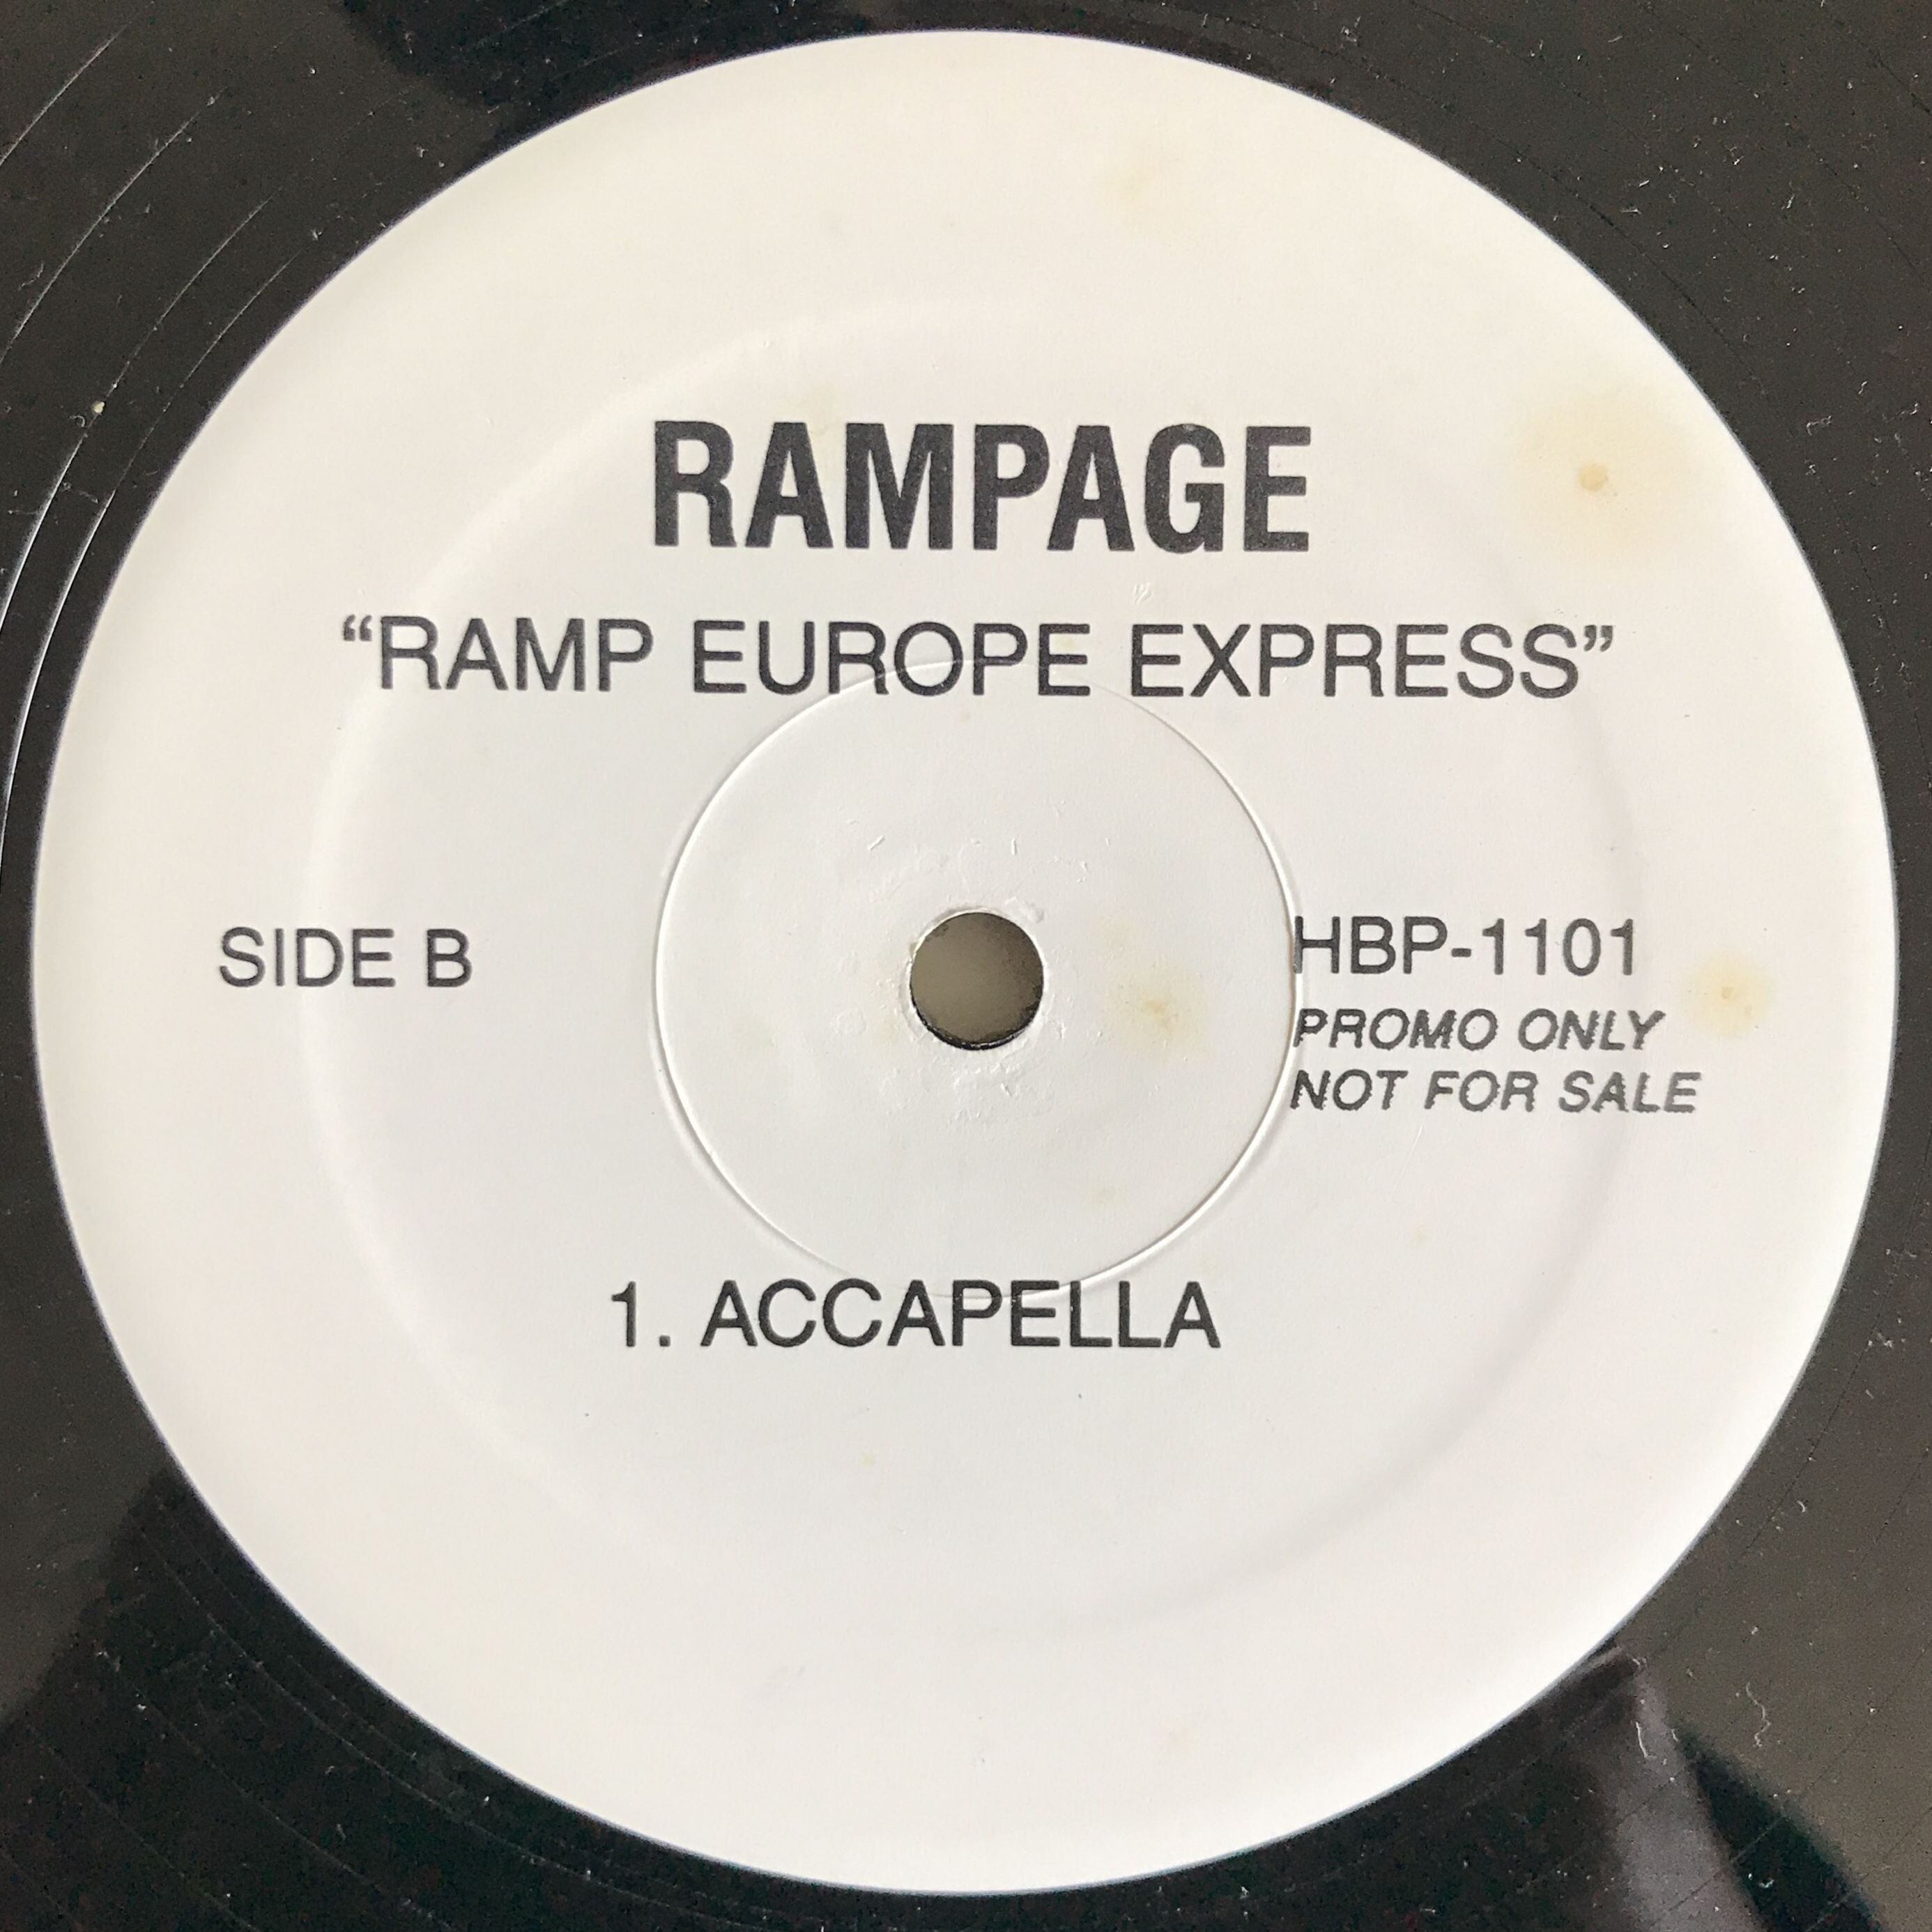 RAMPAGE
“RAMP EUROPE EXPRESS”
SIDE B
HBP-1101
PROMO ONLY
NOT FOR SALE
1. ACCAPELLA